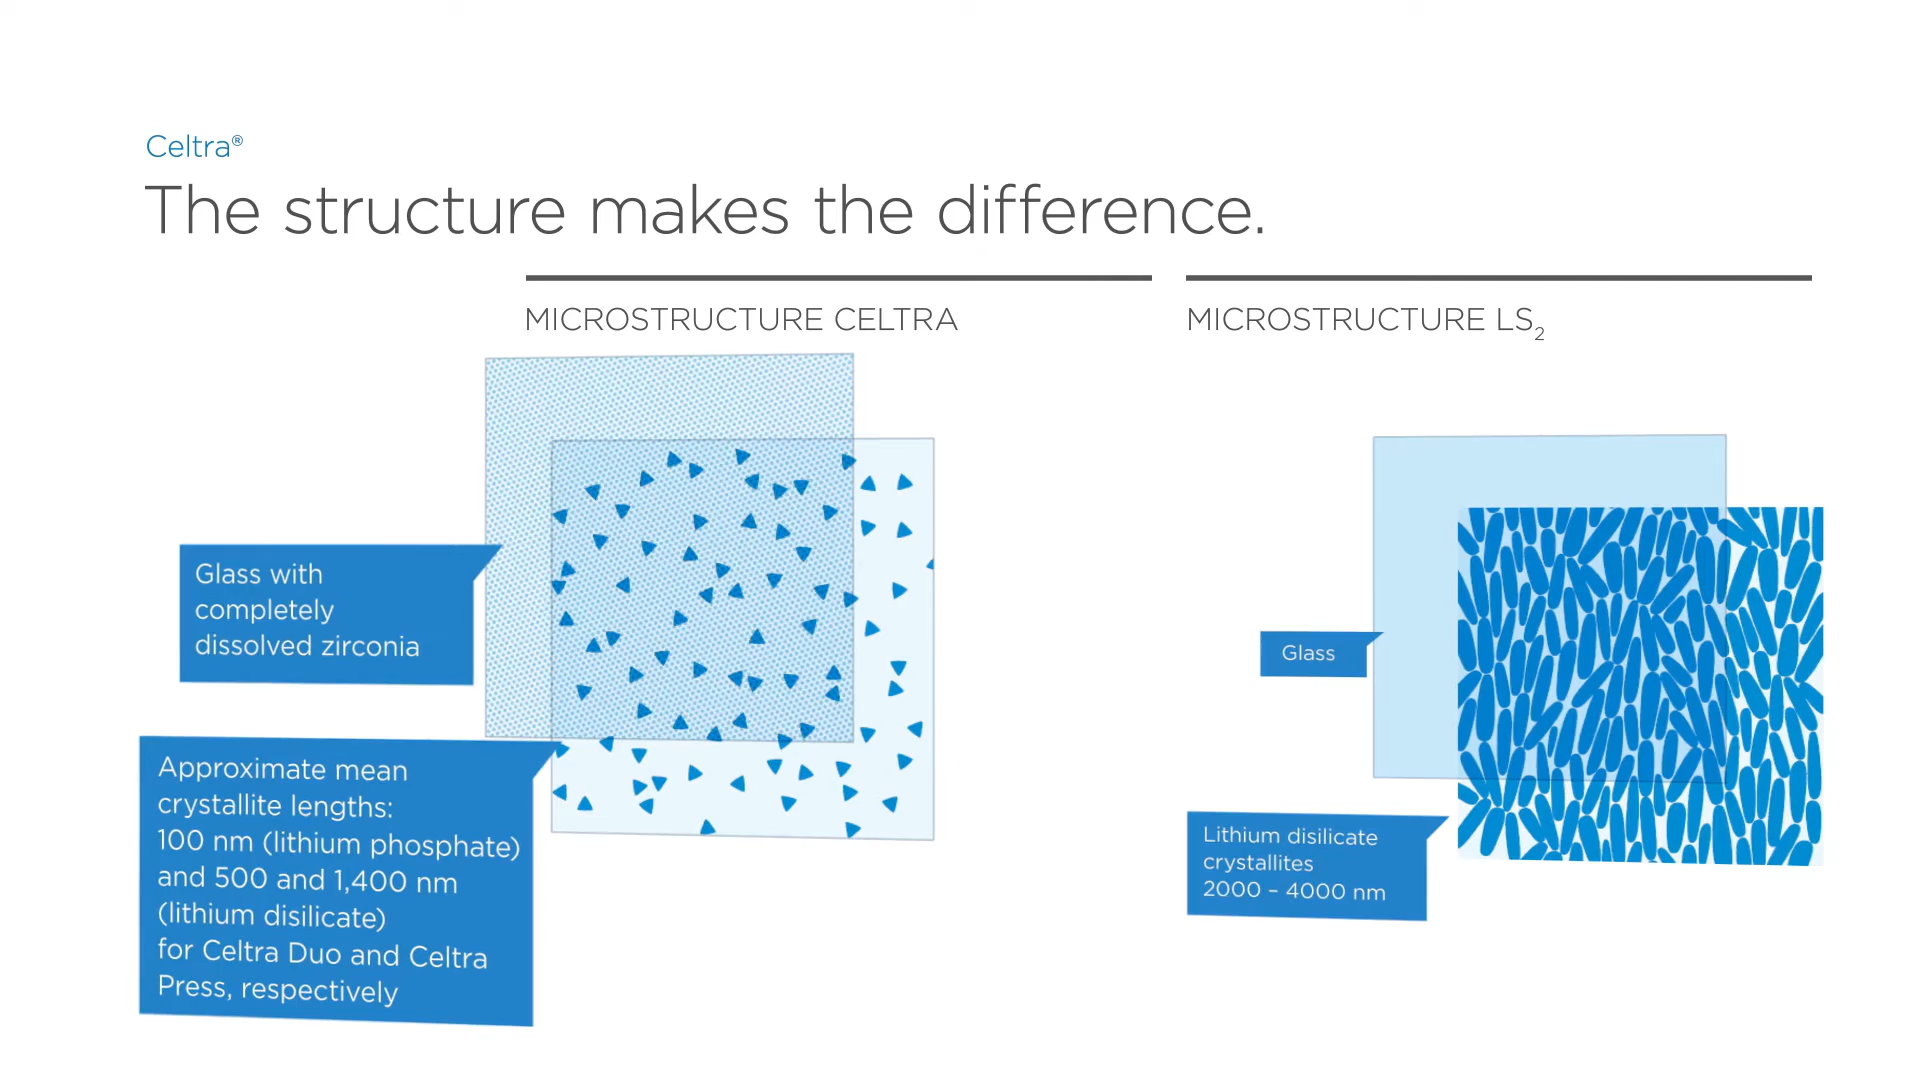 Celtra®
The structure makes the difference.
MICROSTRUCTURE CELTRA
MICROSTRUCTURE LS₂
Glass with
completely
dissolved zirconia
Approximate mean
crystallite lengths:
100 nm (lithium phosphate)
and 500 and 1,400 nm
(lithium disilicate)
for Celtra Duo and Celtra
Press, respectively
Glass
Lithium disilicate
crystallites
2000 – 4000 nm